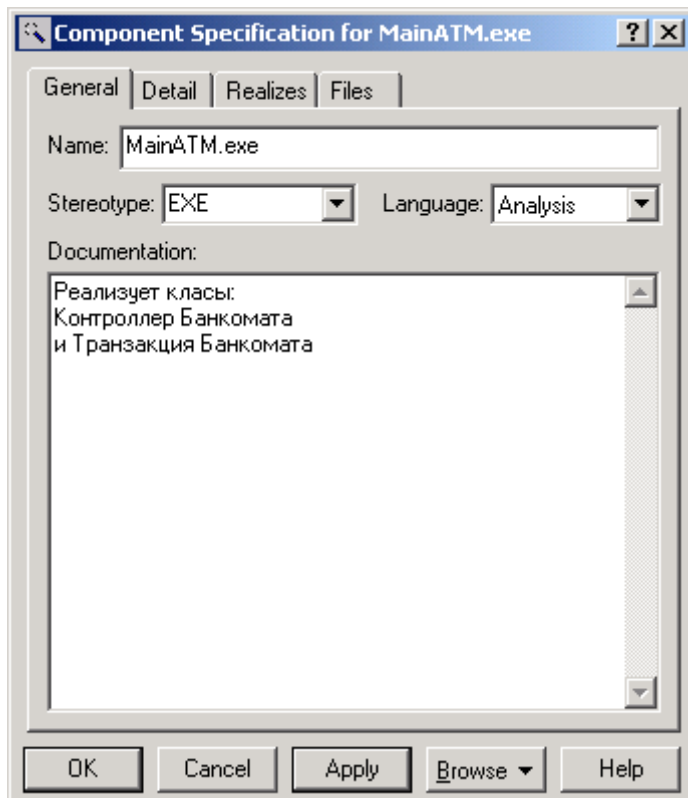 Component Specification for MainATM.exe
General Detail Realizes Files
Name: MainATM.exe
Stereotype: EXE Language: Analysis
Documentation:
Реализует класы:
Контроллер Банкомата
и Транзакция Банкомата
OK Cancel Apply Browse Help